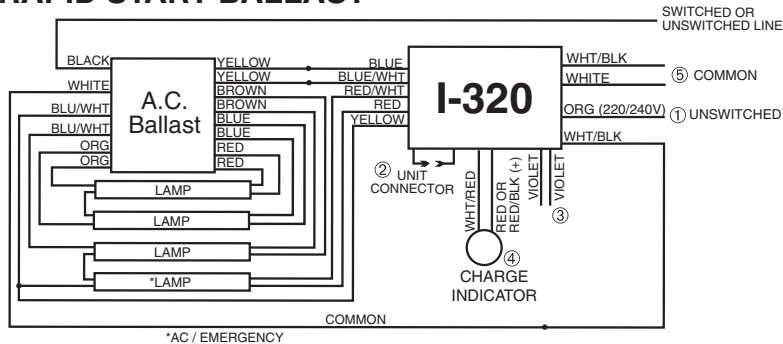 RAPID START BALLAST
SWITCHED OR
UNSWITCHED LINE
BLACK
WHITE
BLU/WHT
BLU/WHT
ORG
ORG
A.C.
Ballast
YELLOW
YELLOW
BROWN
BROWN
BLUE
BLUE
RED
RED
BLUE
BLUE/WHT
RED/WHT
RED
YELLOW
I-320
WHT/BLK
WHITE
⑤ COMMON
ORG (220/240V)
① UNSWITCHED
WHT/BLK
② UNIT
CONNECTOR
WHT/RED
RED OR
RED/BLK (+)
VIOLET
VIOLET
③
④
CHARGE
INDICATOR
LAMP
LAMP
LAMP
*LAMP
COMMON
*AC / EMERGENCY